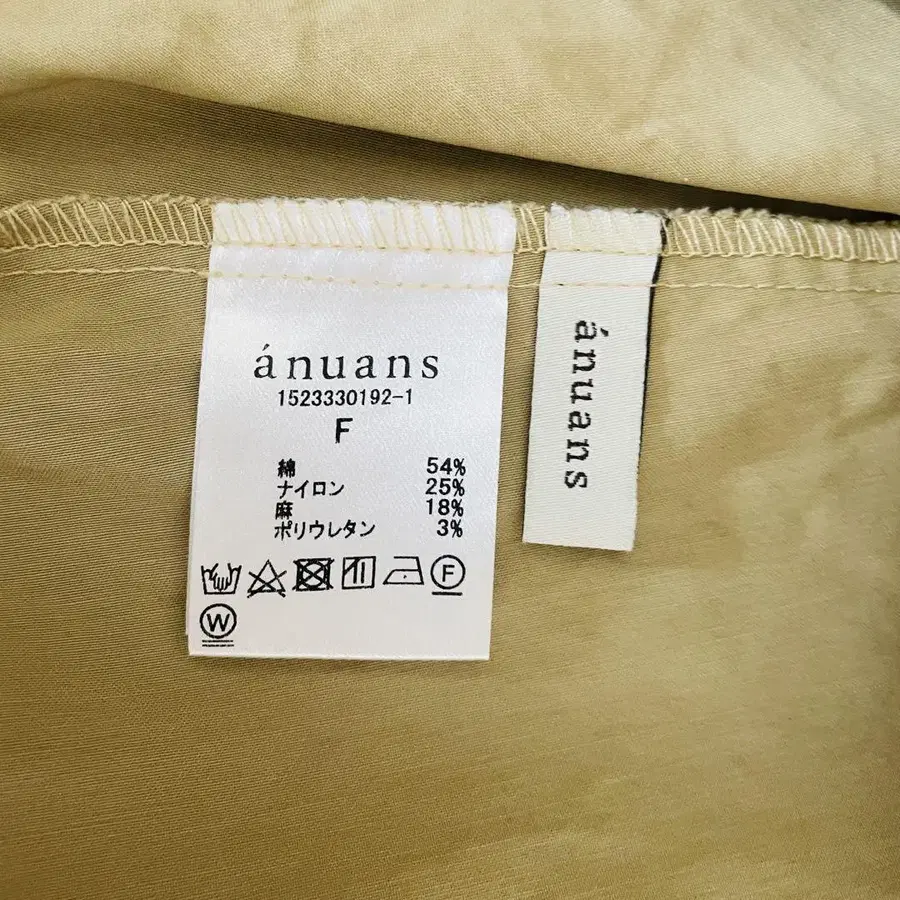 ánuans
1523330192-1
F
綿 54%
ナイロン 25%
麻 18%
ポリウレタン 3%
F
W
ánuans